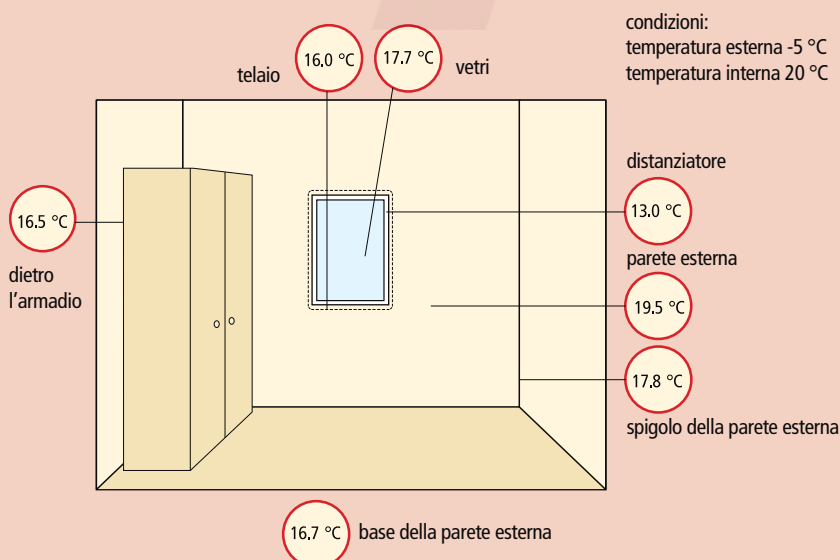 condizioni:
temperatura esterna -5 °C
temperatura interna 20 °C
telaio
16.0 °C
17.7 °C
vetri
distanziatore
13.0 °C
16.5 °C
dietro
l'armadio
parete esterna
19.5 °C
17.8 °C
spigolo della parete esterna
16.7 °C
base della parete esterna